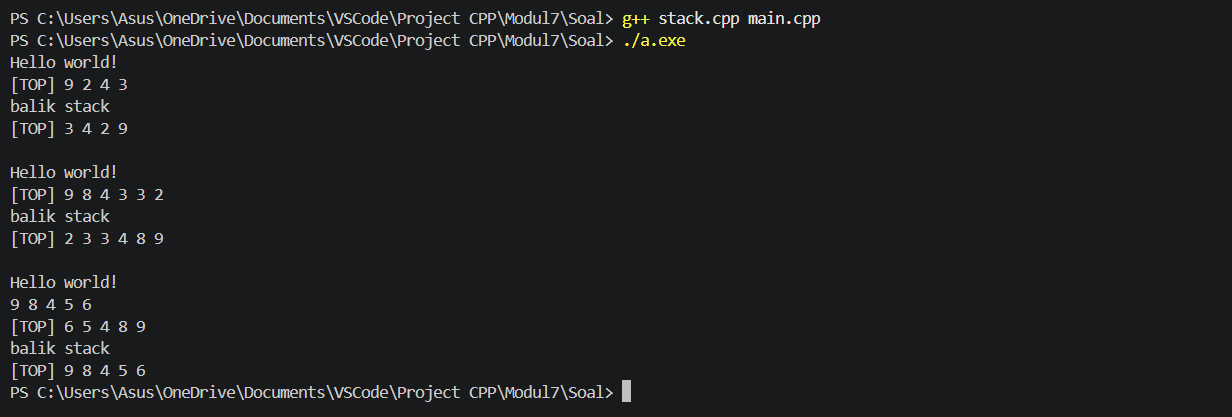 PS C:\Users\Asus\OneDrive\Documents\VSCode\Project CPP\Modul7\Soal> g++ stack.cpp main.cpp
PS C:\Users\Asus\OneDrive\Documents\VSCode\Project CPP\Modul7\Soal> ./a.exe
Hello world!
[TOP] 9 2 4 3
balik stack
[TOP] 3 4 2 9

Hello world!
[TOP] 9 8 4 3 3 2
balik stack
[TOP] 2 3 3 4 8 9

Hello world!
9 8 4 5 6
[TOP] 6 5 4 8 9
balik stack
[TOP] 9 8 4 5 6
PS C:\Users\Asus\OneDrive\Documents\VSCode\Project CPP\Modul7\Soal>